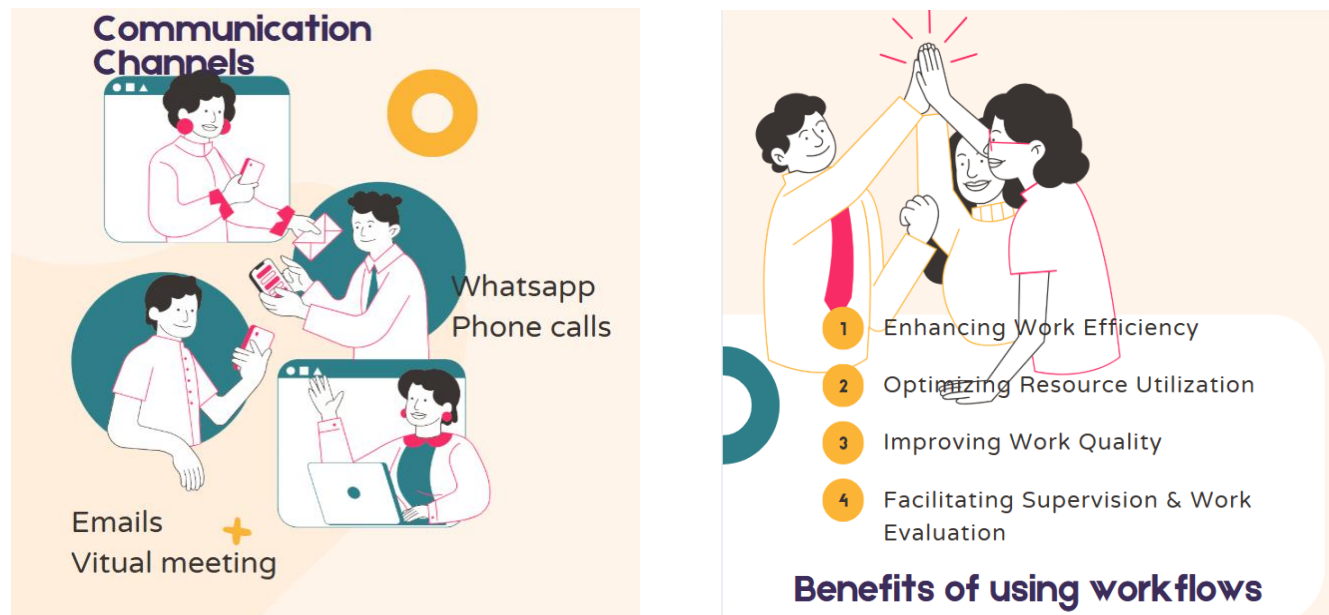 Communication
Channels
Whatsapp
Phone calls
Emails
Vitual meeting
1 Enhancing Work Efficiency
2 Optimizing Resource Utilization
3 Improving Work Quality
4 Facilitating Supervision & Work
Evaluation
Benefits of using workflows